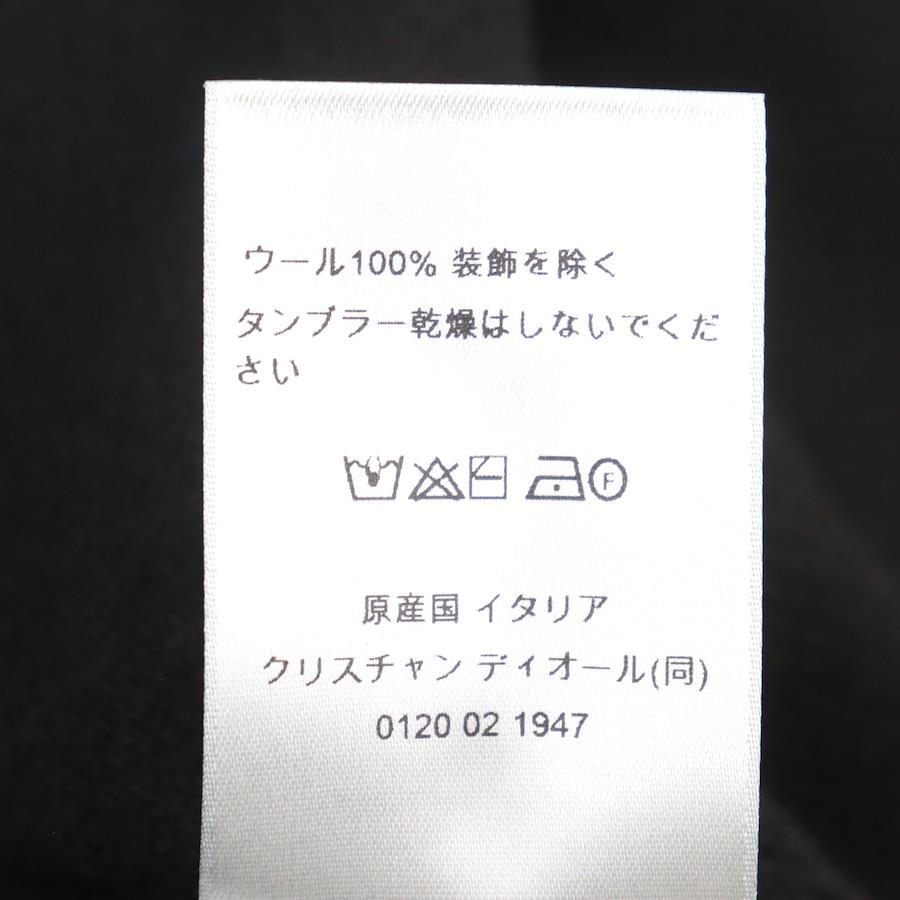 ウール100% 装飾を除く
タンブラー乾燥はしないでくだ
さい
F
原産国 イタリア
クリスチャン ディオール(同)
0120 02 1947